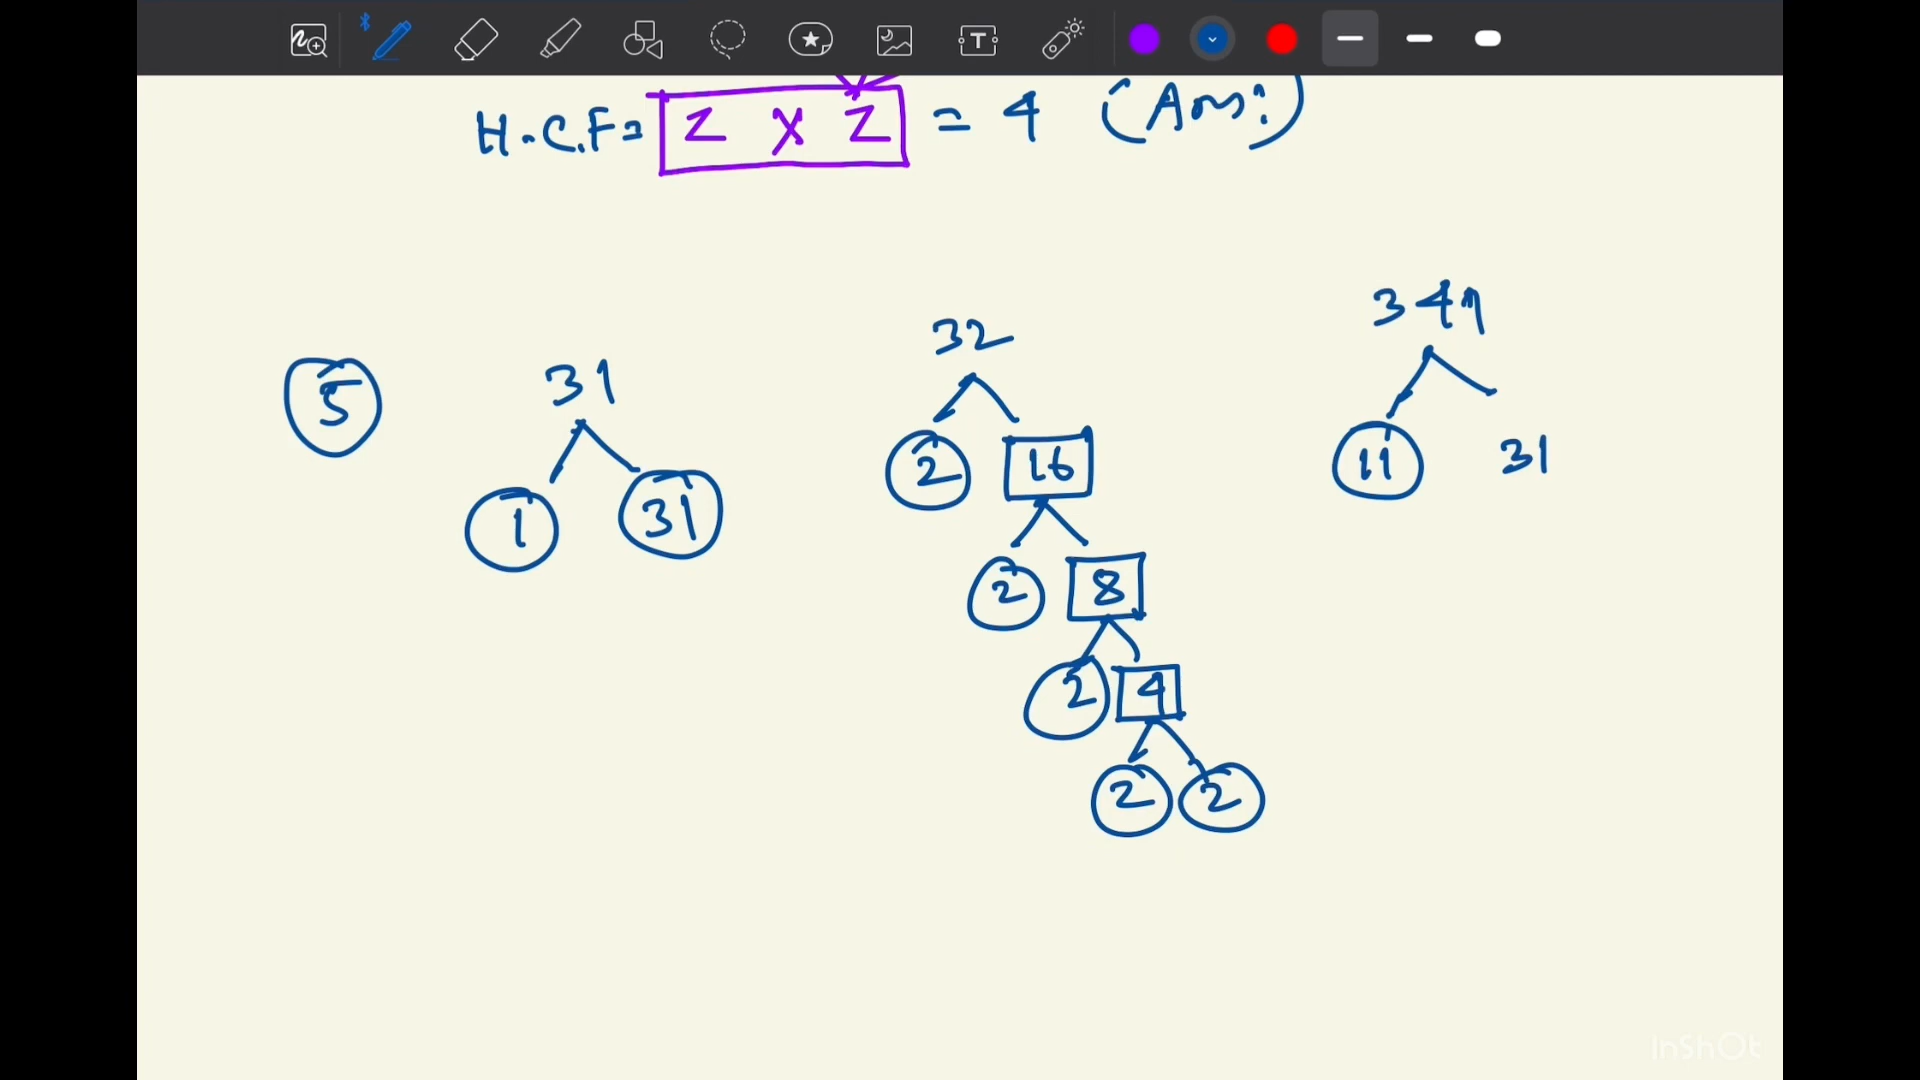 H.C.F = 2 x 2 = 4 (Ans:)
32 341
5 31
2 16 11 31
1 31
2 8
2 4
2 2
InShOt